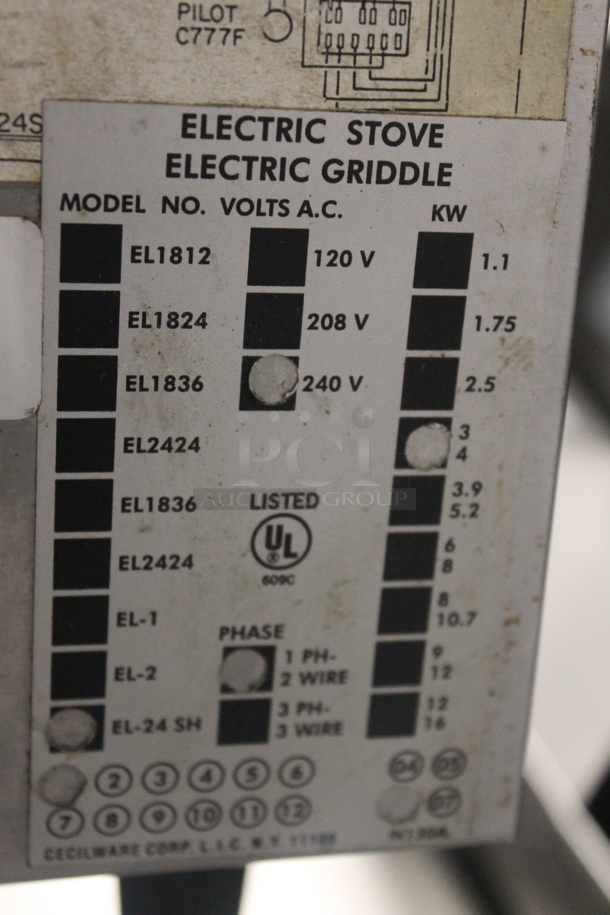 PILOT
C777F
24S
ELECTRIC STOVE
ELECTRIC GRIDDLE
MODEL NO. VOLTS A.C. KW
EL1812 120 V 1.1
EL1824 208 V 1.75
EL1836 240 V 2.5
EL2424 3
4
PCI
AUCTION GROUP
EL1836 LISTED 3.9
5.2
UL
®
EL2424 609C 6
8
EL-1 8
10.7
PHASE
EL-2 1 PH-
2 WIRE 9
12
EL-24 SH 3 PH-
3 WIRE 12
16
2 3 4 5 6 04 05
7 8 9 10 11 12 07
CECILWARE CORP. L.I.C. N.Y. N130A